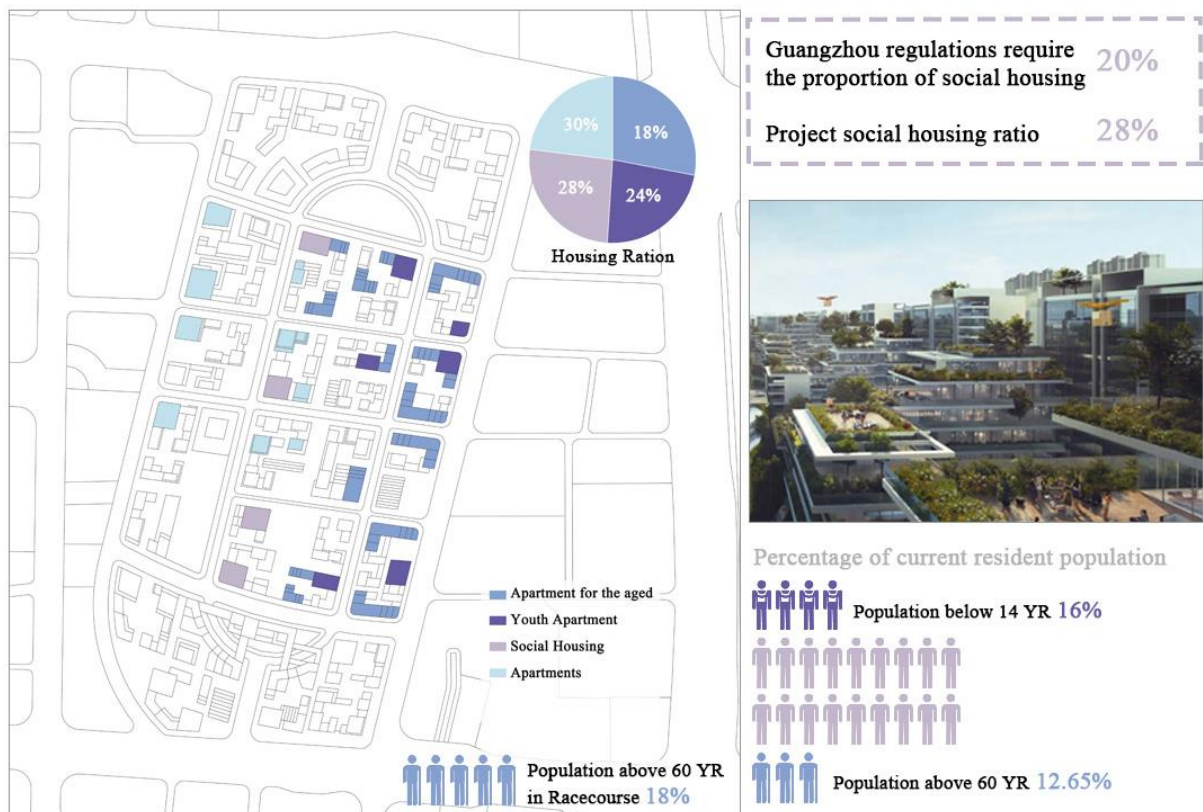 30%
18%
28%
24%
Housing Ration
Guangzhou regulations require
the proportion of social housing
20%
Project social housing ratio
28%
Apartment for the aged
Youth Apartment
Social Housing
Apartments
Population above 60 YR
in Racecourse 18%
Percentage of current resident population
Population below 14 YR 16%
Population above 60 YR 12.65%